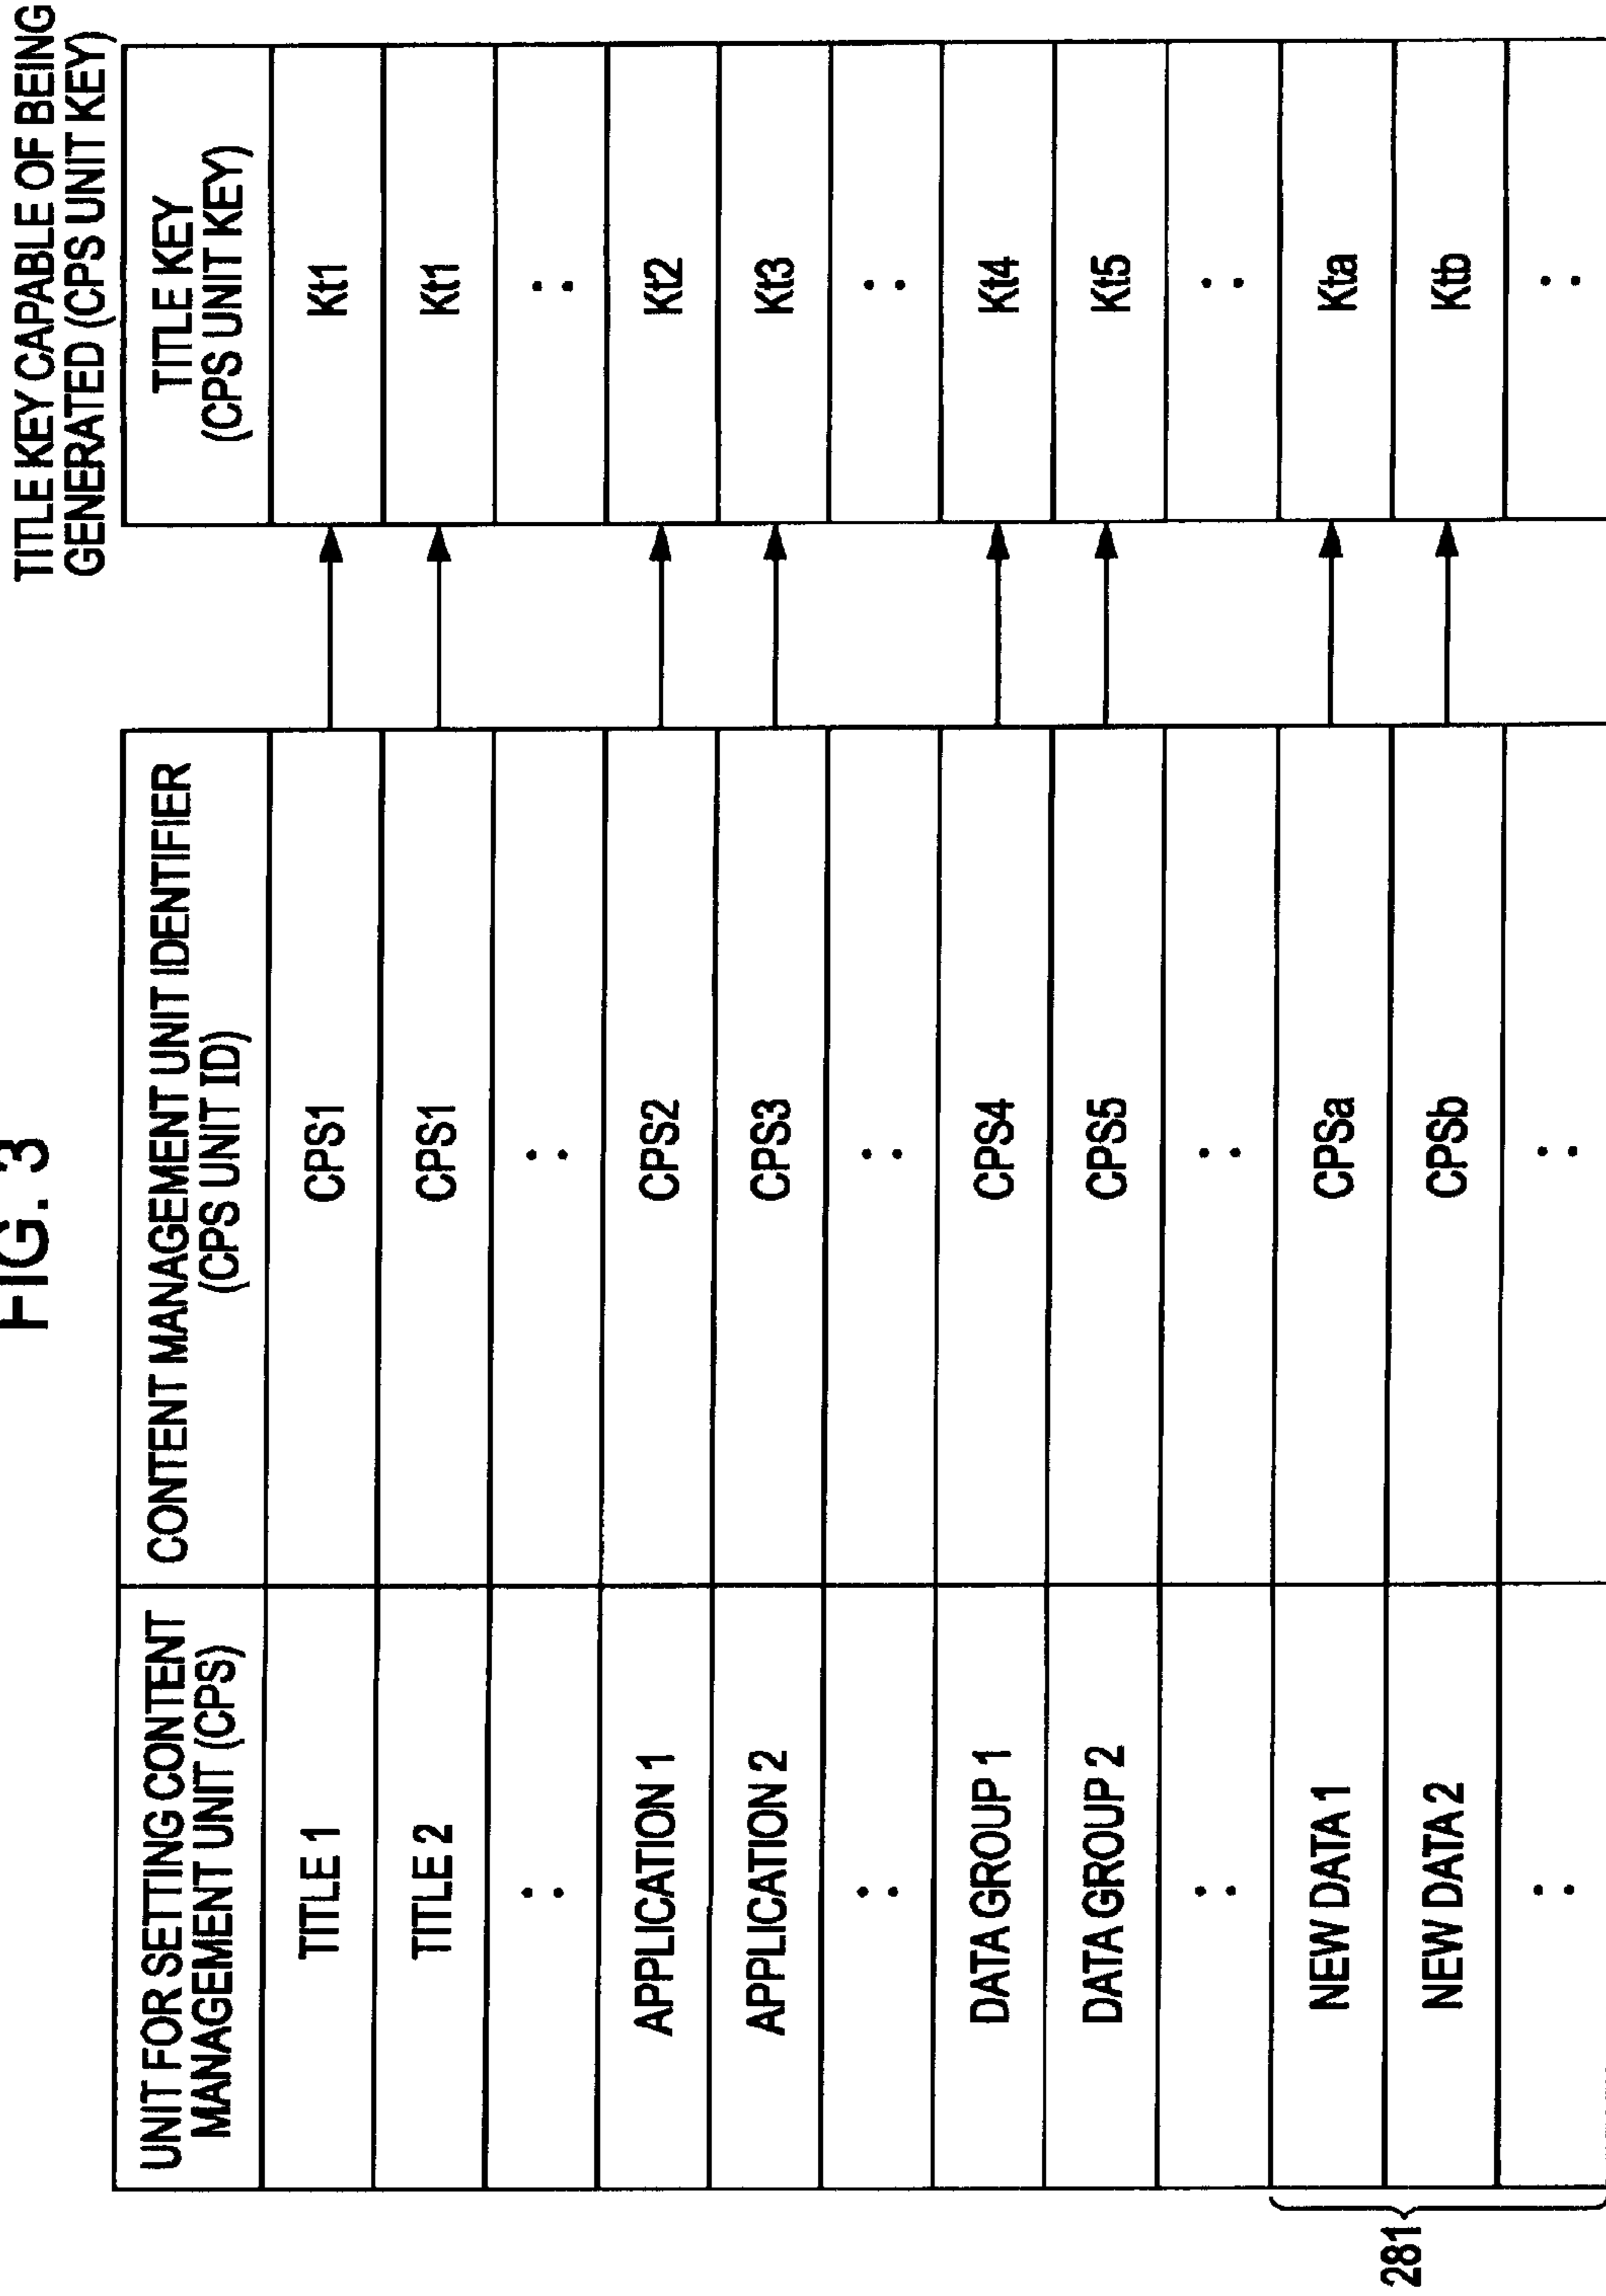 FIG. 3
TITLE KEY CAPABLE OF BEING
GENERATED (CPS UNIT KEY)
UNIT FOR SETTING CONTENT
MANAGEMENT UNIT (CPS)
CONTENT MANAGEMENT UNIT IDENTIFIER
(CPS UNIT ID)
TITLE KEY
(CPS UNIT KEY)
TITLE 1
CPS1
Kt1
TITLE 2
CPS1
Kt1
: : :
APPLICATION 1
CPS2
Kt2
APPLICATION 2
CPS3
Kt3
: : :
DATA GROUP 1
CPS4
Kt4
DATA GROUP 2
CPS5
Kt5
: : :
NEW DATA 1
CPSa
Kta
NEW DATA 2
CPSb
Ktb
: : :
281